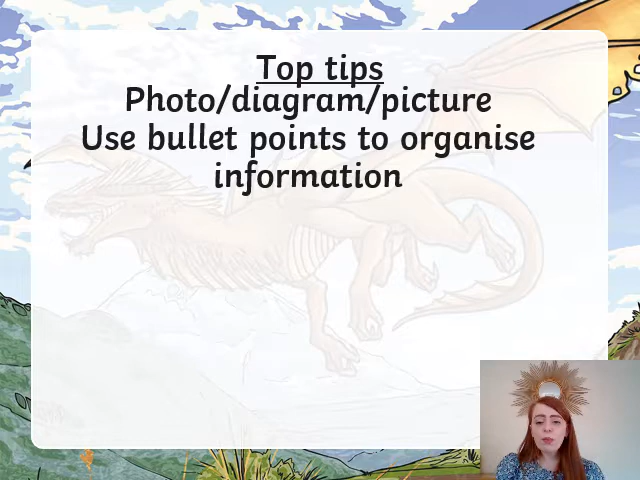 Top tips
Photo/diagram/picture
Use bullet points to organise
information